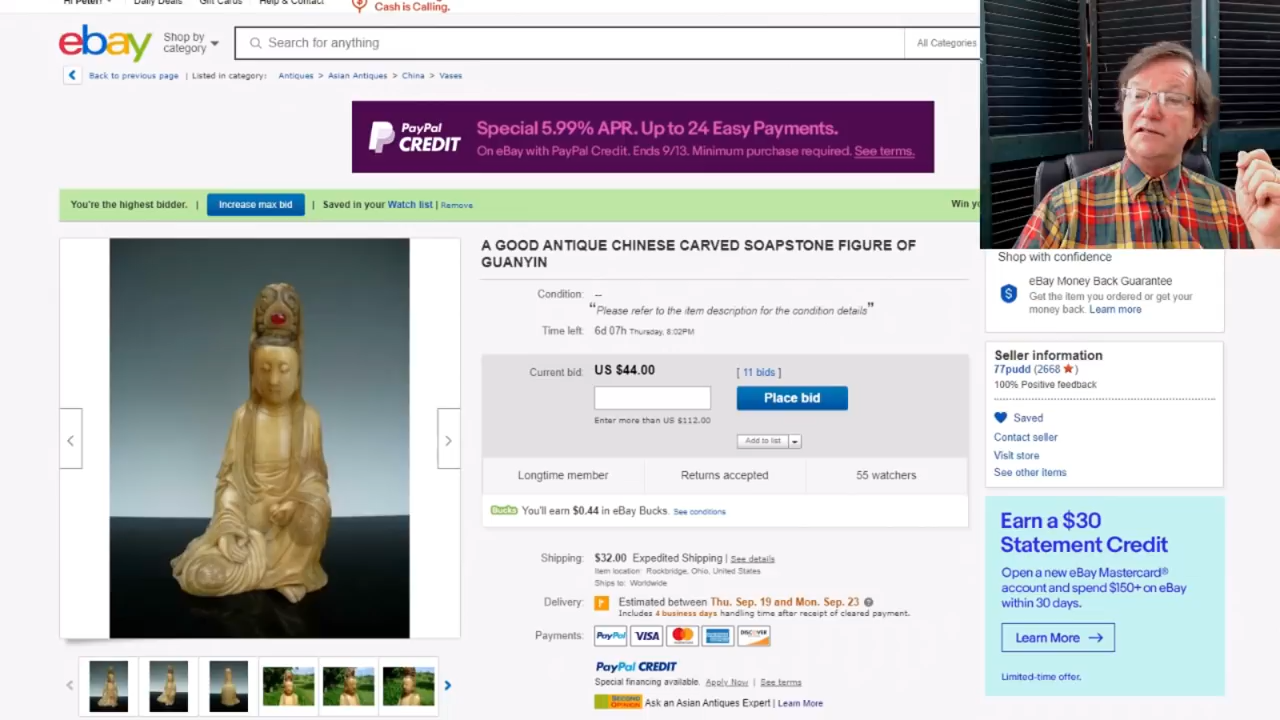 Hi Peter!
Daily Deals
Gift Cards
Help & Contact
Cash is Calling.
ebay
Shop by
category
Search for anything
All Categories
Back to previous page | Listed in category: Antiques > Asian Antiques > China > Vases
PayPal
CREDIT
Special 5.99% APR. Up to 24 Easy Payments.
On eBay with PayPal Credit. Ends 9/13. Minimum purchase required. See terms.
You're the highest bidder. | Increase max bid | Saved in your Watch list | Remove
Win
A GOOD ANTIQUE CHINESE CARVED SOAPSTONE FIGURE OF
GUANYIN
Condition: --
“Please refer to the item description for the condition details”
Time left: 6d 07h Thursday, 8:02PM
Current bid: US $44.00 [ 11 bids ]
Place bid
Enter more than US $112.00
Add to list
Longtime member
Returns accepted
55 watchers
Bucks You'll earn $0.44 in eBay Bucks. See conditions
Shipping: $32.00 Expedited Shipping | See details
Item location: Rockbridge, Ohio, United States
Ships to: Worldwide
Delivery: Estimated between Thu. Sep. 19 and Mon. Sep. 23
Includes 4 business days handling time after receipt of cleared payment.
Payments: PayPal VISA DISCOVER
PayPal CREDIT
Special financing available. Apply Now | See terms
SECOND OPINION Ask an Asian Antiques Expert | Learn More
Shop with confidence
eBay Money Back Guarantee
Get the item you ordered or get your
money back. Learn more
Seller information
77pudd (2668 ★)
100% Positive feedback
Saved
Contact seller
Visit store
See other items
Earn a $30
Statement Credit
Open a new eBay Mastercard®
account and spend $150+ on eBay
within 30 days.
Learn More →
Limited-time offer.